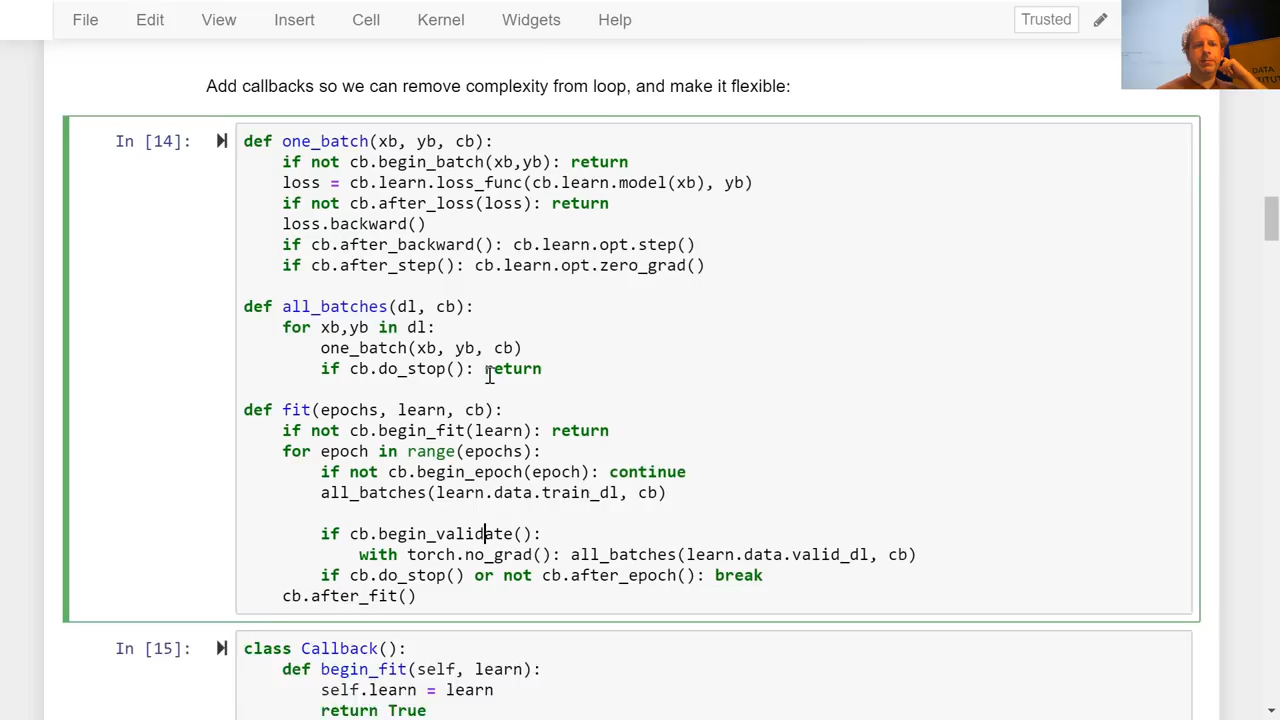 File Edit View Insert Cell Kernel Widgets Help
Trusted
DATA
Add callbacks so we can remove complexity from loop, and make it flexible:
In [14]:
def one_batch(xb, yb, cb):
    if not cb.begin_batch(xb,yb): return
    loss = cb.learn.loss_func(cb.learn.model(xb), yb)
    if not cb.after_loss(loss): return
    loss.backward()
    if cb.after_backward(): cb.learn.opt.step()
    if cb.after_step(): cb.learn.opt.zero_grad()
def all_batches(dl, cb):
    for xb,yb in dl:
        one_batch(xb, yb, cb)
        if cb.do_stop(): return
def fit(epochs, learn, cb):
    if not cb.begin_fit(learn): return
    for epoch in range(epochs):
        if not cb.begin_epoch(epoch): continue
        all_batches(learn.data.train_dl, cb)
        if cb.begin_validate():
            with torch.no_grad(): all_batches(learn.data.valid_dl, cb)
        if cb.do_stop() or not cb.after_epoch(): break
    cb.after_fit()
In [15]:
class Callback():
    def begin_fit(self, learn):
        self.learn = learn
        return True